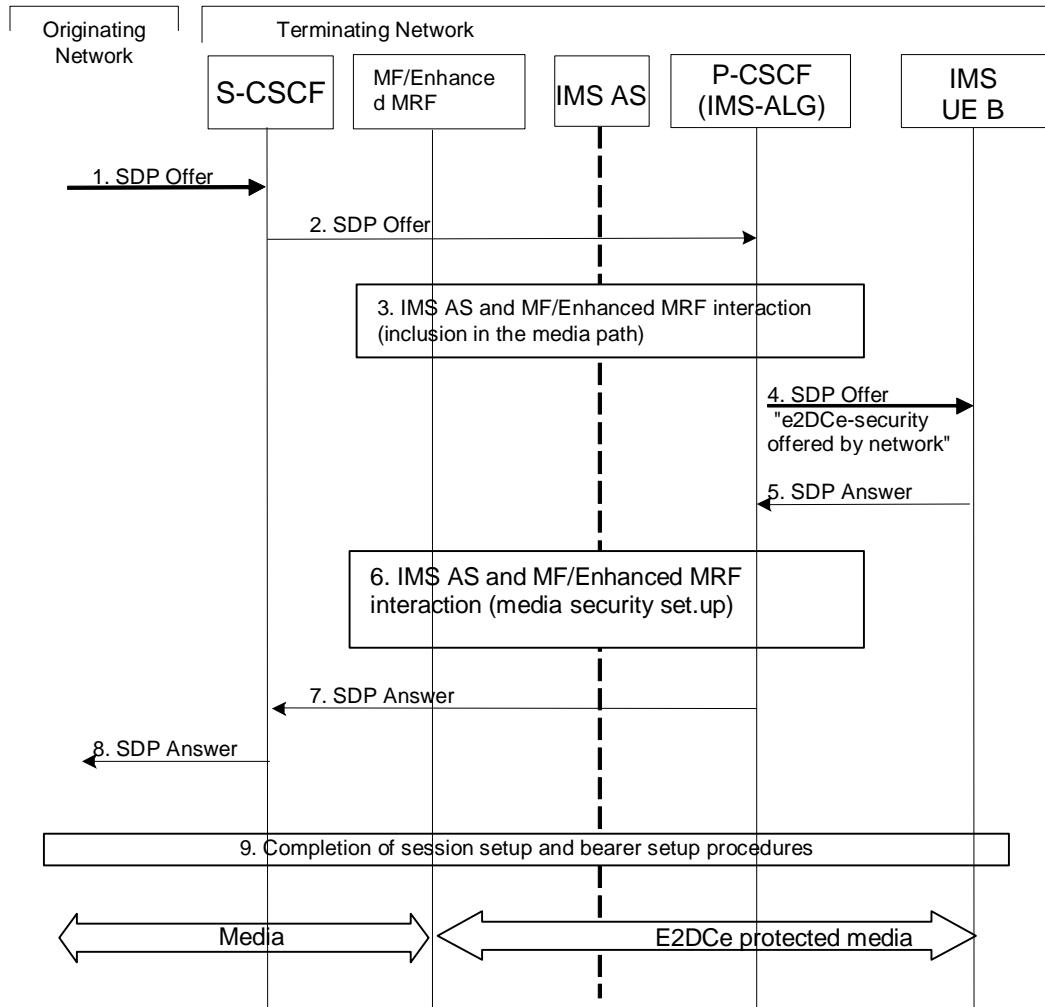 Originating
Network
Terminating Network
S-CSCF
MF/Enhance
d MRF
IMS AS
P-CSCF
(IMS-ALG)
IMS
UE B
1. SDP Offer
2. SDP Offer
3. IMS AS and MF/Enhanced MRF interaction
(inclusion in the media path)
4. SDP Offer
"e2DCe-security
offered by network"
5. SDP Answer
6. IMS AS and MF/Enhanced MRF
interaction (media security set.up)
7. SDP Answer
8. SDP Answer
9. Completion of session setup and bearer setup procedures
Media
E2DCe protected media